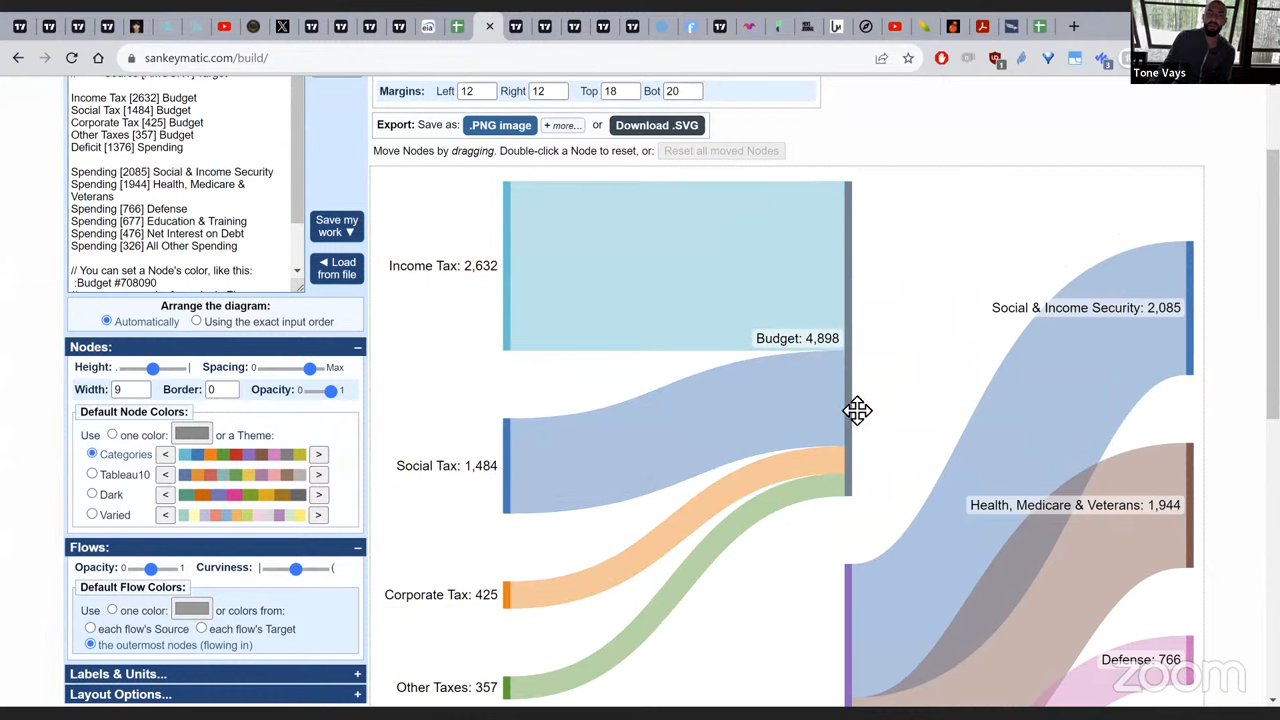 sankeymatic.com/build/
Tone Vays
Income Tax [2632] Budget
Social Tax [1484] Budget
Corporate Tax [425] Budget
Other Taxes [357] Budget
Deficit [1376] Spending
Spending [2085] Social & Income Security
Spending [1944] Health, Medicare &
Veterans
Spending [766] Defense
Spending [677] Education & Training
Spending [476] Net Interest on Debt
Spending [326] All Other Spending
// You can set a Node's color, like this:
:Budget #708090
Save my
work ▼
◄ Load
from file
Arrange the diagram:
Automatically Using the exact input order
Nodes: –
Height: Spacing: 0 Max
Width: 9 Border: 0 Opacity: 0 1
Default Node Colors:
Use one color: or a Theme:
Categories < >
Tableau10 < >
Dark < >
Varied < >
Flows: –
Opacity: 0 1 Curviness: | (
Default Flow Colors:
Use one color: or colors from:
each flow's Source each flow's Target
the outermost nodes (flowing in)
Labels & Units... +
Layout Options... +
Margins: Left 12 Right 12 Top 18 Bot 20
Export: Save as: .PNG image + more... or Download .SVG
Move Nodes by dragging. Double-click a Node to reset, or: Reset all moved Nodes
Income Tax: 2,632
Budget: 4,898
Social & Income Security: 2,085
Social Tax: 1,484
Health, Medicare & Veterans: 1,944
Corporate Tax: 425
Defense: 766
Other Taxes: 357
zoom